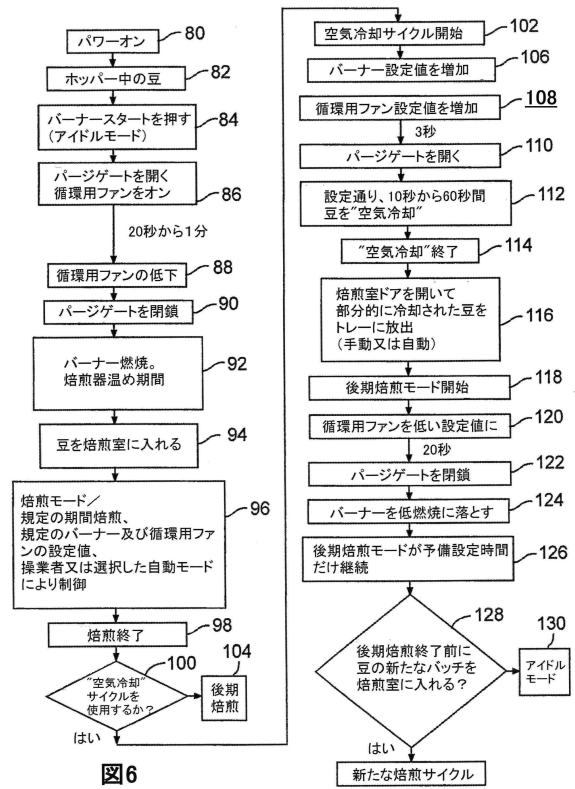 パワーオン
80
ホッパー中の豆
82
バーナースタートを押す
(アイドルモード)
84
パージゲートを開く
循環用ファンをオン
86
20秒から1分
循環用ファンの低下
88
パージゲートを閉鎖
90
バーナー燃焼。
焙煎器温め期間
92
豆を焙煎室に入れる
94
焙煎モード/
規定の期間焙煎、
規定のバーナー及び循環用ファ
ンの設定値、
操業者又は選択した自動モード
により制御
96
焙煎終了
98
"空気冷却"
サイクルを
使用するか?
100
後期
焙煎
104
はい
図6
空気冷却サイクル開始
102
バーナー設定値を増加
106
循環用ファン設定値を増加
108
3秒
パージゲートを開く
110
設定通り、10秒から60秒間
豆を"空気冷却"
112
"空気冷却"終了
114
焙煎室ドアを開いて
部分的に冷却された豆を
トレーに放出
(手動又は自動)
116
後期焙煎モード開始
118
循環用ファンを低い設定値に
120
20秒
パージゲートを閉鎖
122
バーナーを低燃焼に落とす
124
後期焙煎モードが予備設定時間
だけ継続
126
後期焙煎終了前に
豆の新たなバッチを
焙煎室に入れる?
128
アイドル
モード
130
はい
新たな焙煎サイクル